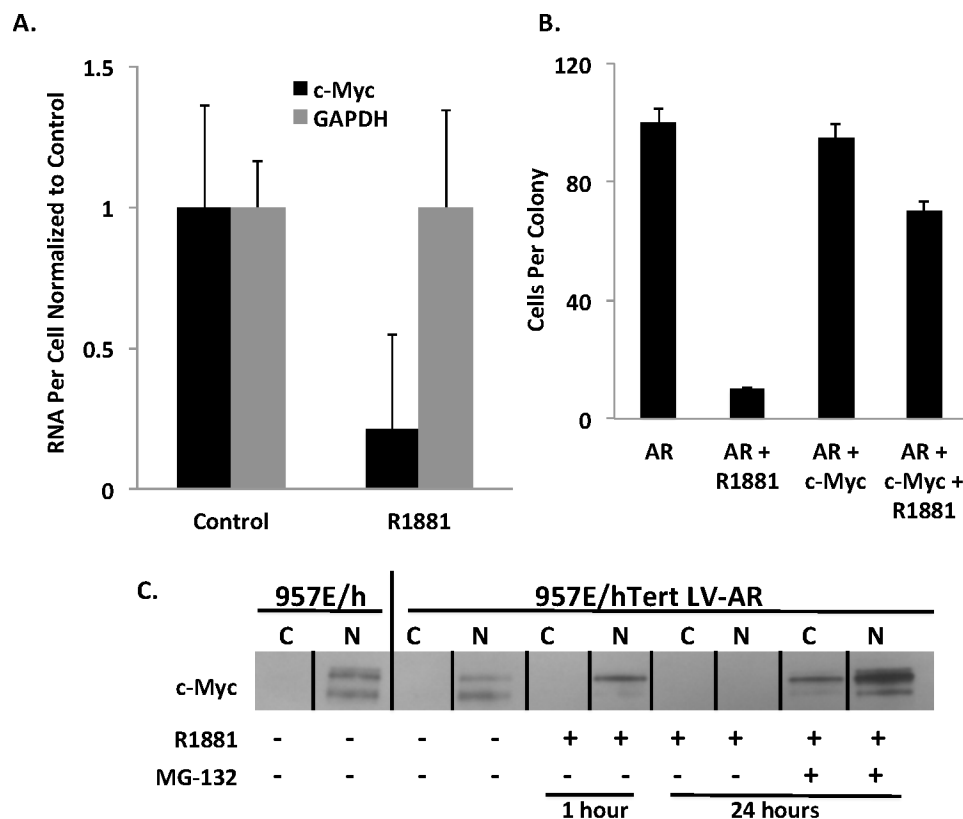 A.
RNA Per Cell Normalized to Control
1.5
1
0.5
0
c-Myc
GAPDH
Control
R1881
B.
Cells Per Colony
120
80
40
0
AR
AR + R1881
AR + c-Myc
AR + c-Myc + R1881
C.
957E/h
957E/hTert LV-AR
C N C N C N C N C N
c-Myc
R1881 - - - - + + + + + +
MG-132 - - - - - - - - + +
1 hour
24 hours